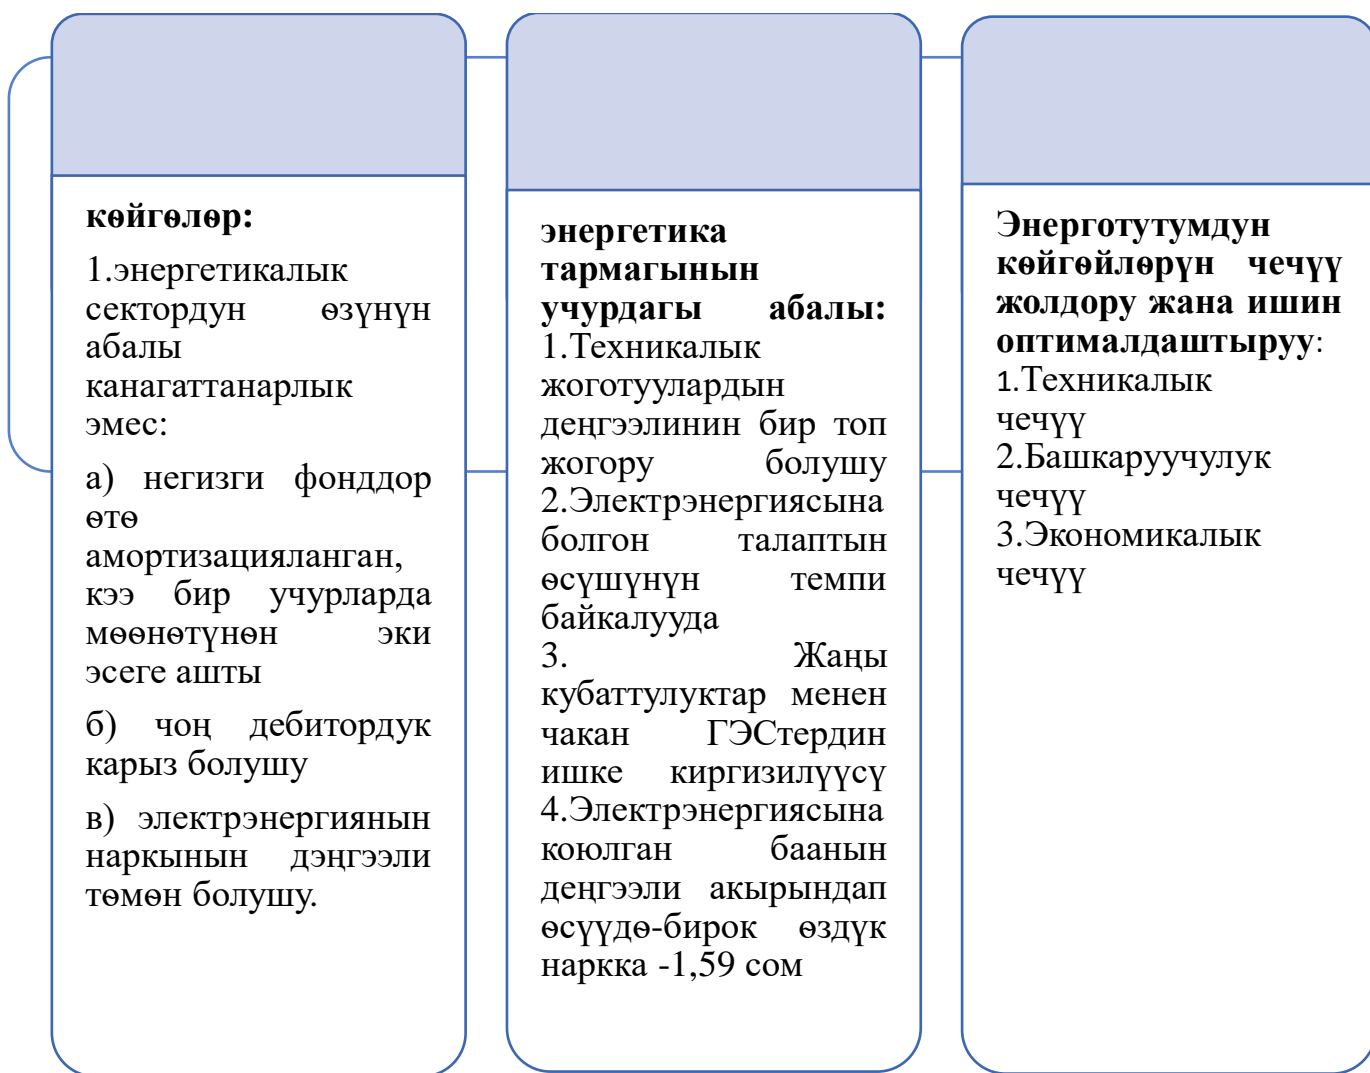 көйгөлөр:
1.энергетикалык
сектордун өзүнүн
абалы
канагаттанарлык
эмес:
а) негизги фонддор
өтө
амортизацияланган,
кээ бир учурларда
мөөнөтүнөн эки
эсеге ашты
б) чоң дебитордук
карыз болушу
в) электрэнергиянын
наркынын дэңгээли
төмөн болушу.
энергетика
тармагынын
учурдагы абалы:
1.Техникалык
жоготуулардын
деңгээлинин бир топ
жогору болушу
2.Электрэнергиясына
болгон талаптын
өсүшүнүн темпи
байкалууда
3. Жаңы
кубаттулуктар менен
чакан ГЭСтердин
ишке киргизилүүсү
4.Электрэнергиясына
коюлган баанын
деңгээли акырындап
өсүүдө-бирок өздүк
наркка -1,59 сом
Энерготутумдун
көйгөйлөрүн чечүү
жолдору жана ишин
оптималдаштыруу:
1.Техникалык
чечүү
2.Башкаруучулук
чечүү
3.Экономикалык
чечүү